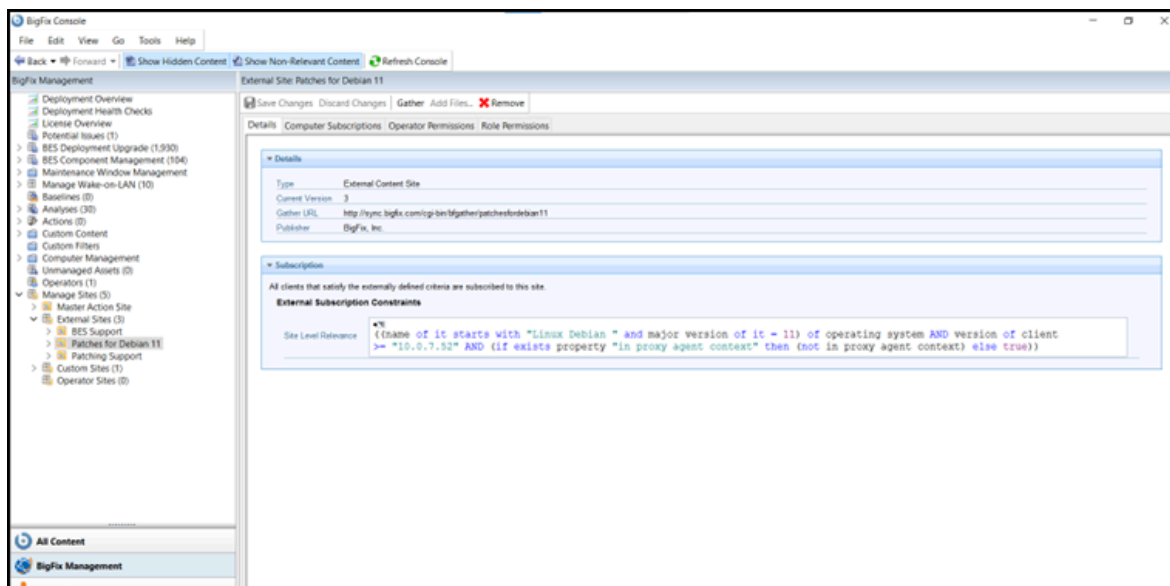 BigFix Console
File Edit View Go Tools Help
Back Forward Show Hidden Content Show Non-Relevant Content Refresh Console
BigFix Management
Deployment Overview
Deployment Health Checks
License Overview
Potential Issues (1)
BES Deployment Upgrade (1,930)
BES Component Management (104)
Maintenance Window Management
Manage Wake-on-LAN (10)
Baselines (0)
Analyses (30)
Actions (0)
Custom Content
Custom Filters
Computer Management
Unmanaged Assets (0)
Operators (1)
Manage Sites (5)
Master Action Site
External Sites (3)
BES Support
Patches for Debian 11
Patching Support
Custom Sites (1)
Operator Sites (0)
All Content
BigFix Management
External Site: Patches for Debian 11
Save Changes Discard Changes Gather Add Files... Remove
Details Computer Subscriptions Operator Permissions Role Permissions
Details
Type External Content Site
Current Version 3
Gather URL http://sync.bigfix.com/cgi-bin/bfgather/patchesfordebian11
Publisher BigFix, Inc.
Subscription
All clients that satisfy the externally defined criteria are subscribed to this site.
External Subscription Constraints
Site Level Relevance
((name of it starts with "Linux Debian " and major version of it = 11) of operating system AND version of client
>= "10.0.7.52" AND (if exists property "in proxy agent context" then (not in proxy agent context) else true))